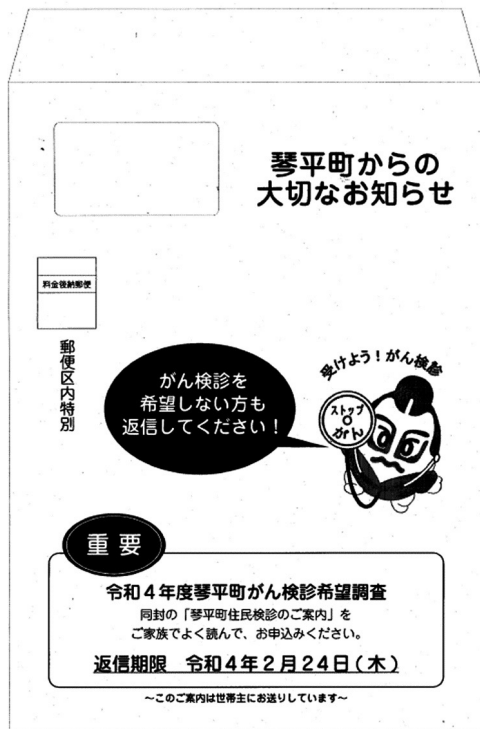 琴平町からの
大切なお知らせ
料金後納郵便
郵便区内特別
がん検診を
希望しない方も
返信してください！
受けよう！がん検診
ストップ
がん
重要
令和４年度琴平町がん検診希望調査
同封の「琴平町住民検診のご案内」を
ご家族でよく読んで、お申込みください。
返信期限　令和４年２月２４日（木）
～このご案内は世帯主にお送りしています～